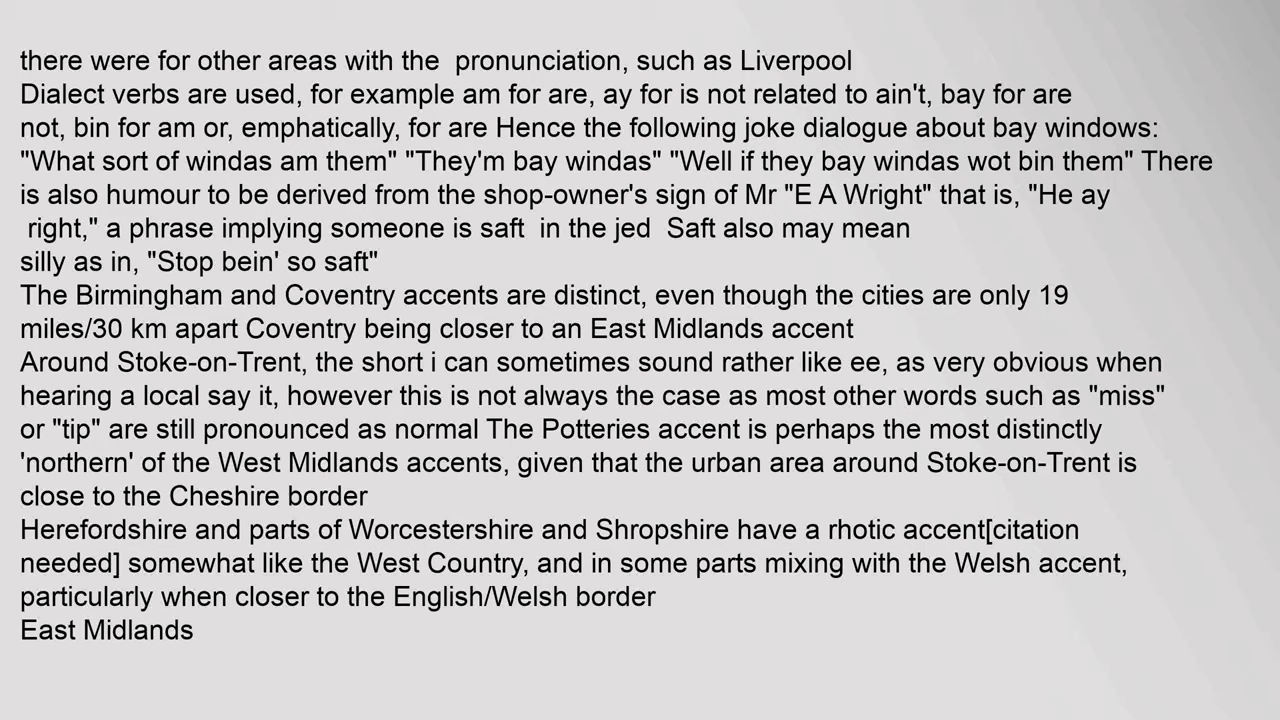 there were for other areas with the  pronunciation, such as Liverpool
Dialect verbs are used, for example am for are, ay for is not related to ain't, bay for are
not, bin for am or, emphatically, for are Hence the following joke dialogue about bay windows:
"What sort of windas am them" "They'm bay windas" "Well if they bay windas wot bin them" There
is also humour to be derived from the shop-owner's sign of Mr "E A Wright" that is, "He ay
 right," a phrase implying someone is saft  in the jed  Saft also may mean
silly as in, "Stop bein' so saft"
The Birmingham and Coventry accents are distinct, even though the cities are only 19
miles/30 km apart Coventry being closer to an East Midlands accent
Around Stoke-on-Trent, the short i can sometimes sound rather like ee, as very obvious when
hearing a local say it, however this is not always the case as most other words such as "miss"
or "tip" are still pronounced as normal The Potteries accent is perhaps the most distinctly
'northern' of the West Midlands accents, given that the urban area around Stoke-on-Trent is
close to the Cheshire border
Herefordshire and parts of Worcestershire and Shropshire have a rhotic accent[citation
needed] somewhat like the West Country, and in some parts mixing with the Welsh accent,
particularly when closer to the English/Welsh border
East Midlands